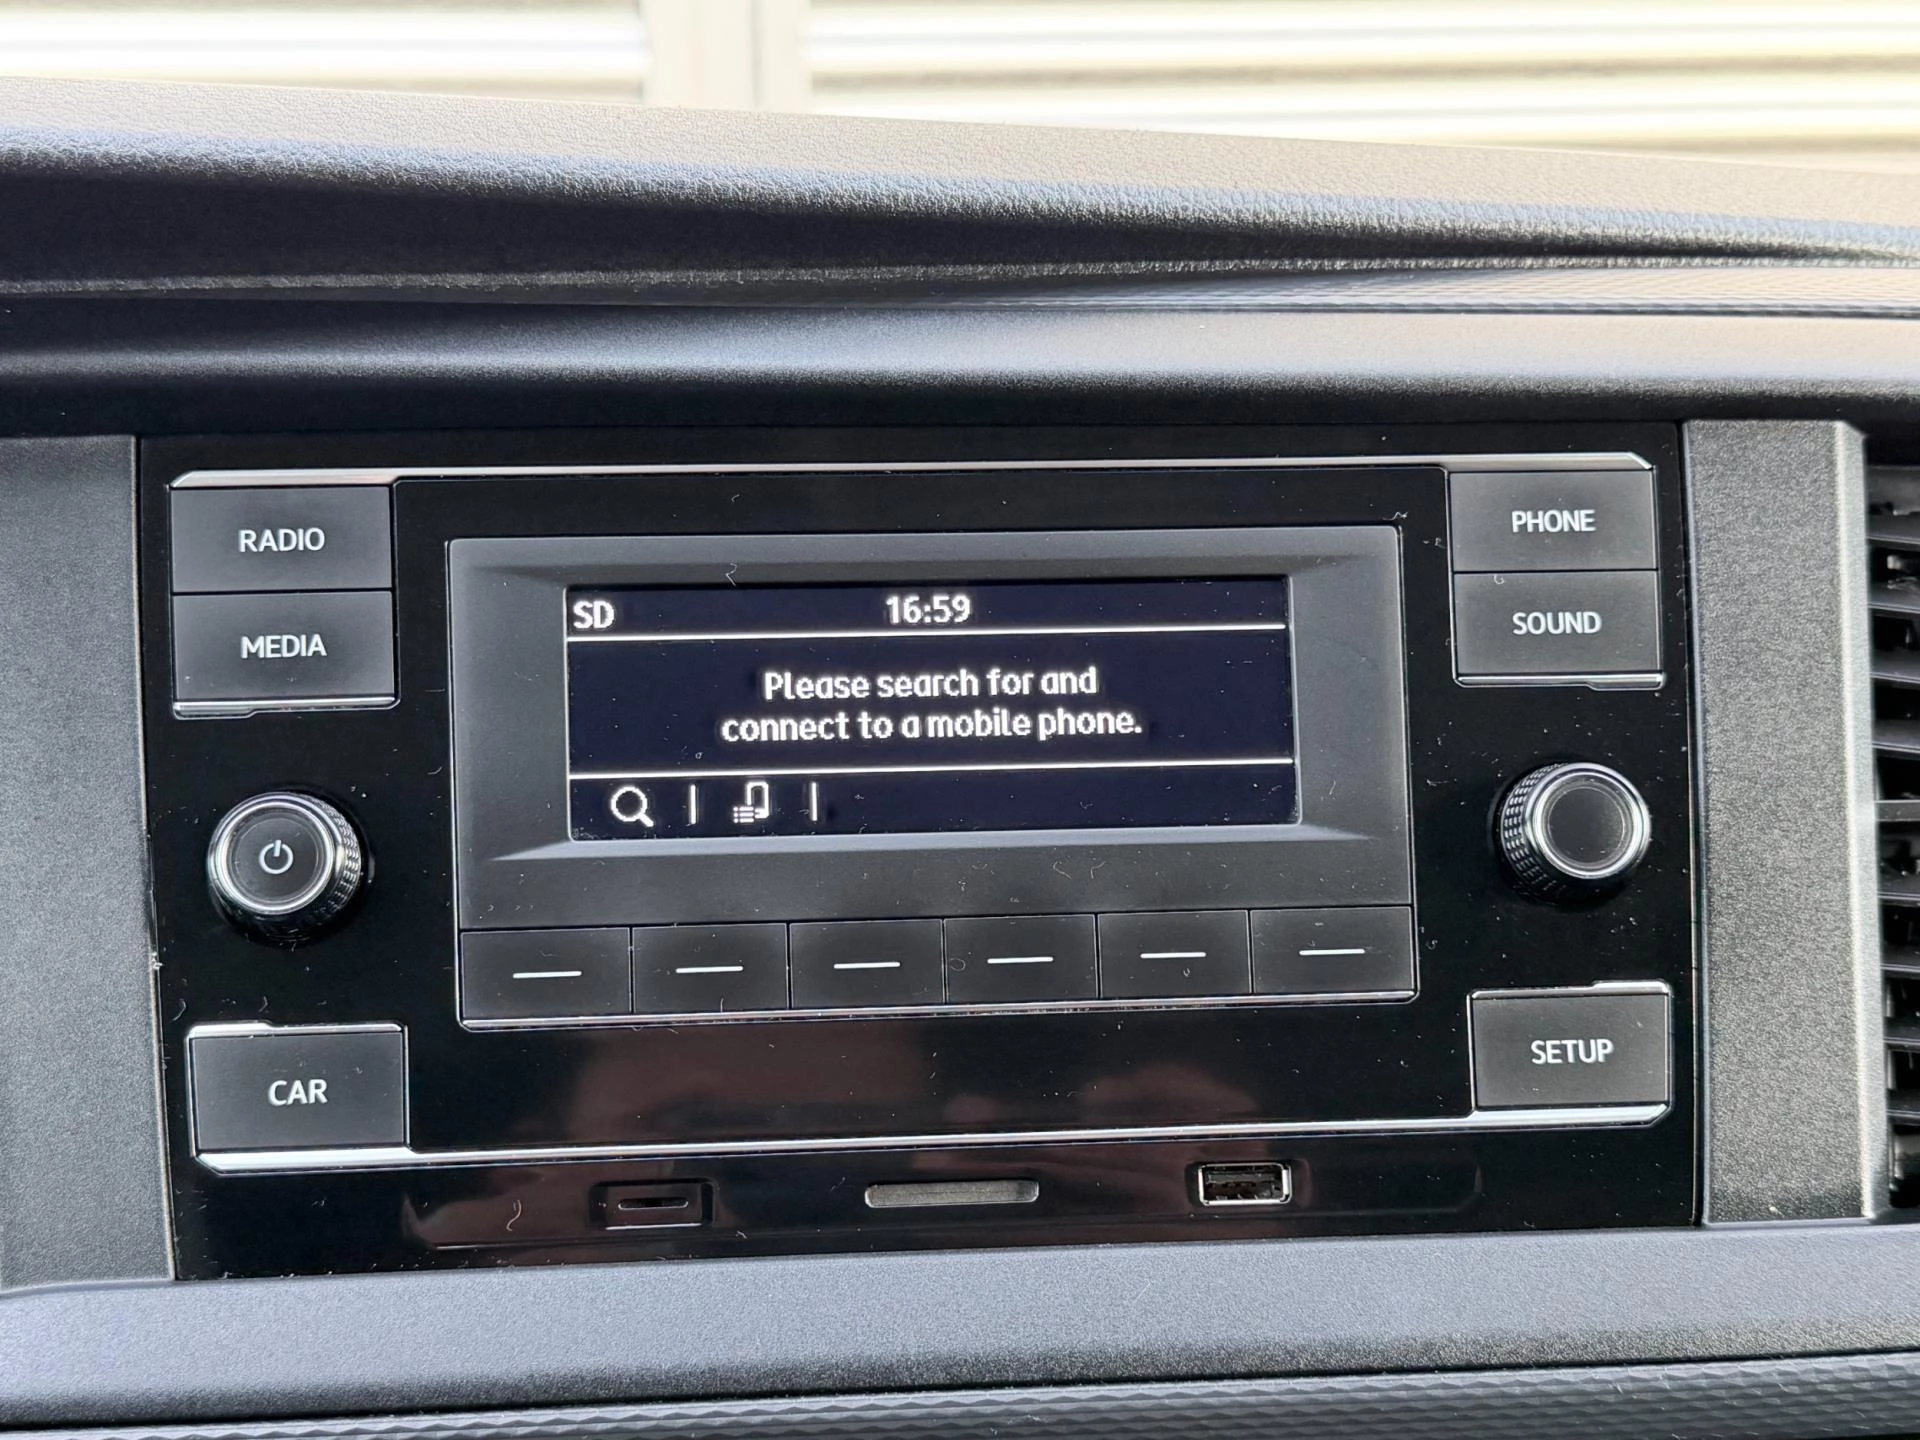 RADIO
MEDIA
SD
16:59
Please search for and
connect to a mobile phone.
PHONE
SOUND
CAR
SETUP